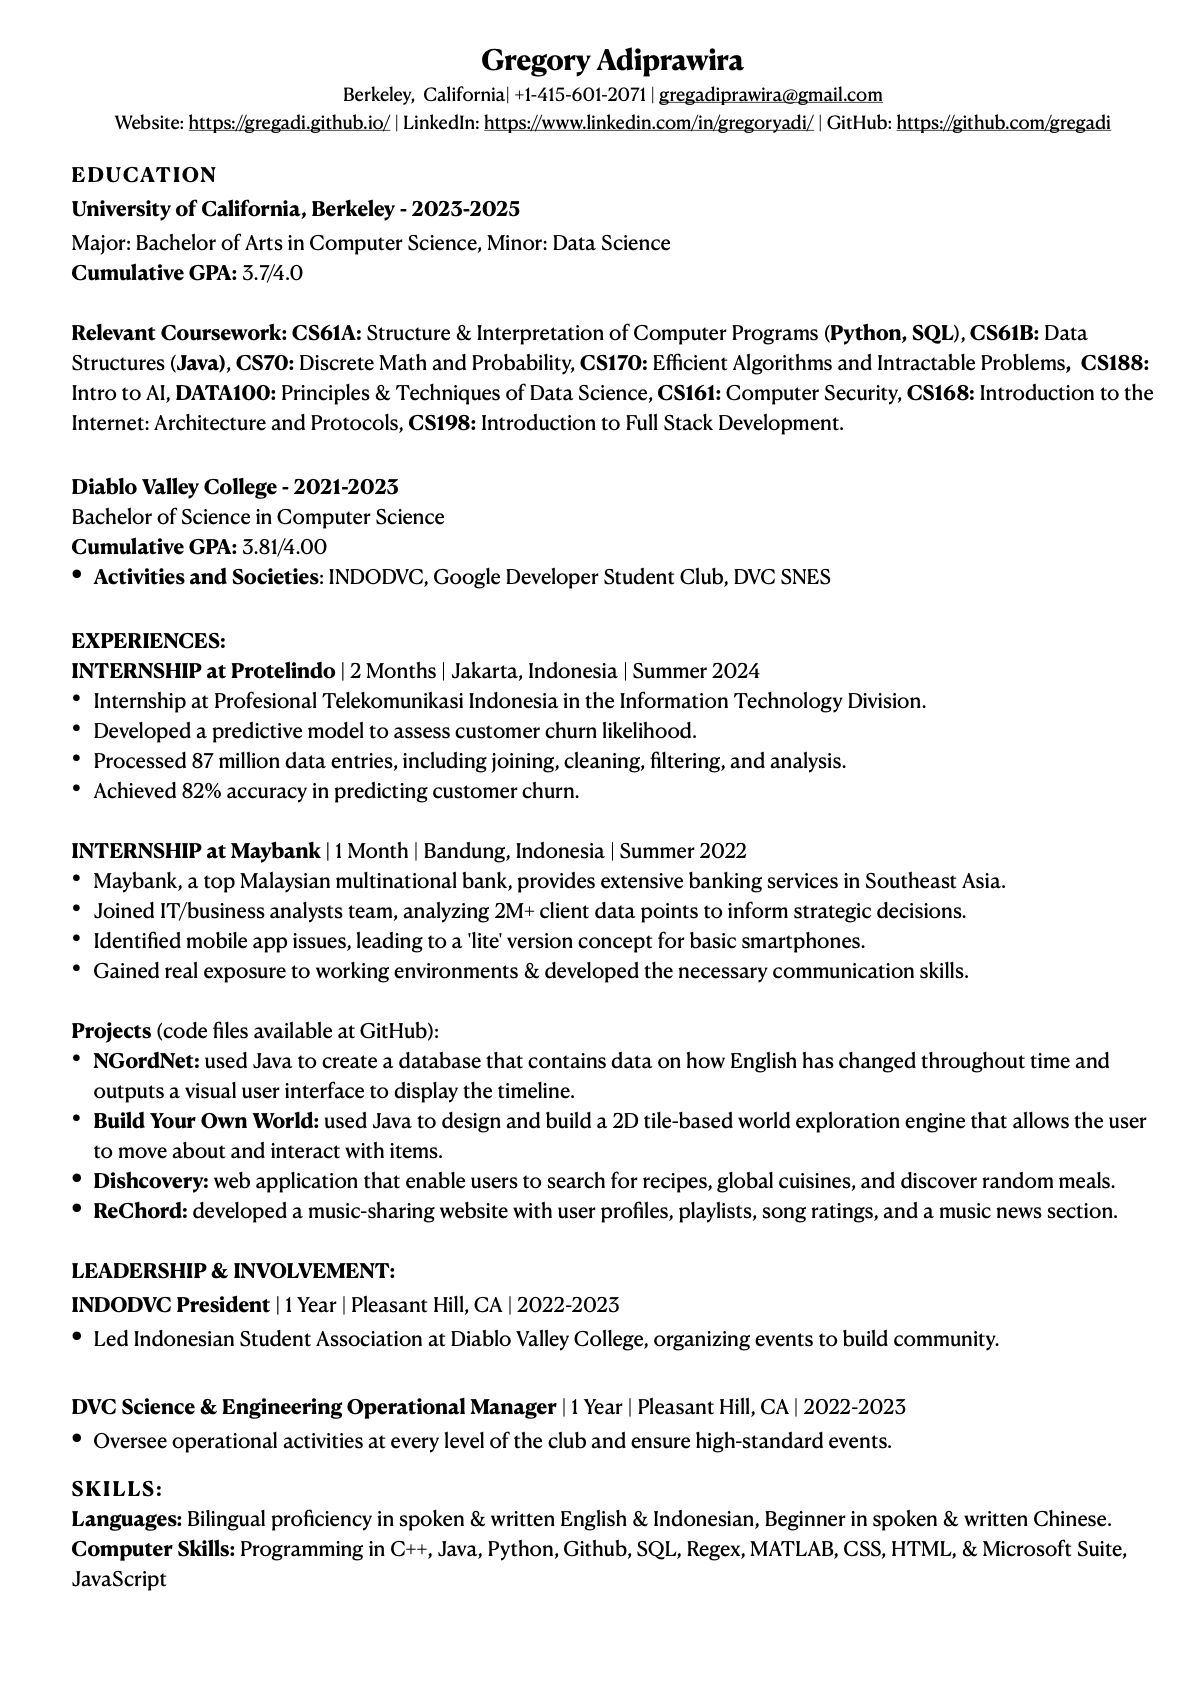 Gregory Adiprawira
Berkeley, California| +1-415-601-2071 | gregadiprawira@gmail.com
Website: https://gregadi.github.io/ | LinkedIn: https://www.linkedin.com/in/gregoryadi/ | GitHub: https://github.com/gregadi
EDUCATION
University of California, Berkeley - 2023-2025
Major: Bachelor of Arts in Computer Science, Minor: Data Science
Cumulative GPA: 3.7/4.0
Relevant Coursework: CS61A: Structure & Interpretation of Computer Programs (Python, SQL), CS61B: Data
Structures (Java), CS70: Discrete Math and Probability, CS170: Efficient Algorithms and Intractable Problems, CS188:
Intro to AI, DATA100: Principles & Techniques of Data Science, CS161: Computer Security, CS168: Introduction to the
Internet: Architecture and Protocols, CS198: Introduction to Full Stack Development.
Diablo Valley College - 2021-2023
Bachelor of Science in Computer Science
Cumulative GPA: 3.81/4.00
• Activities and Societies: INDODVC, Google Developer Student Club, DVC SNES
EXPERIENCES:
INTERNSHIP at Protelindo | 2 Months | Jakarta, Indonesia | Summer 2024
• Internship at Profesional Telekomunikasi Indonesia in the Information Technology Division.
• Developed a predictive model to assess customer churn likelihood.
• Processed 87 million data entries, including joining, cleaning, filtering, and analysis.
• Achieved 82% accuracy in predicting customer churn.
INTERNSHIP at Maybank | 1 Month | Bandung, Indonesia | Summer 2022
• Maybank, a top Malaysian multinational bank, provides extensive banking services in Southeast Asia.
• Joined IT/business analysts team, analyzing 2M+ client data points to inform strategic decisions.
• Identified mobile app issues, leading to a 'lite' version concept for basic smartphones.
• Gained real exposure to working environments & developed the necessary communication skills.
Projects (code files available at GitHub):
• NGordNet: used Java to create a database that contains data on how English has changed throughout time and
outputs a visual user interface to display the timeline.
• Build Your Own World: used Java to design and build a 2D tile-based world exploration engine that allows the user
to move about and interact with items.
• Dishcovery: web application that enable users to search for recipes, global cuisines, and discover random meals.
• ReChord: developed a music-sharing website with user profiles, playlists, song ratings, and a music news section.
LEADERSHIP & INVOLVEMENT:
INDODVC President | 1 Year | Pleasant Hill, CA | 2022-2023
• Led Indonesian Student Association at Diablo Valley College, organizing events to build community.
DVC Science & Engineering Operational Manager | 1 Year | Pleasant Hill, CA | 2022-2023
• Oversee operational activities at every level of the club and ensure high-standard events.
SKILLS:
Languages: Bilingual proficiency in spoken & written English & Indonesian, Beginner in spoken & written Chinese.
Computer Skills: Programming in C++, Java, Python, Github, SQL, Regex, MATLAB, CSS, HTML, & Microsoft Suite,
JavaScript